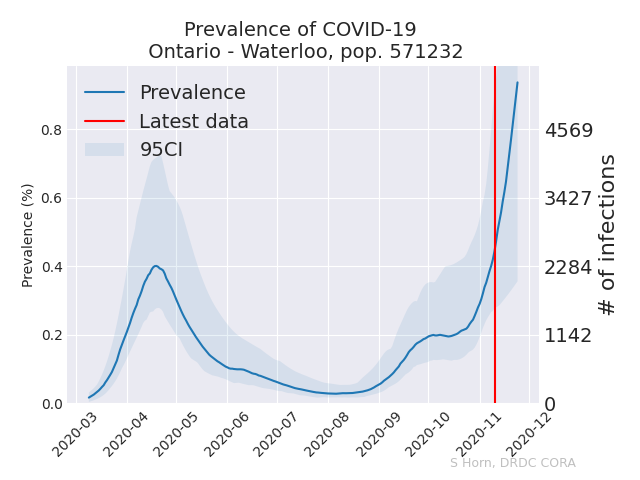 Prevalence of COVID-19
Ontario - Waterloo, pop. 571232
Prevalence
Latest data
95CI
Prevalence (%)
0.8
0.6
0.4
0.2
0.0
4569
3427
2284
1142
0
# of infections
2020-03
2020-04
2020-05
2020-06
2020-07
2020-08
2020-09
2020-10
2020-11
2020-12
S Horn, DRDC CORA